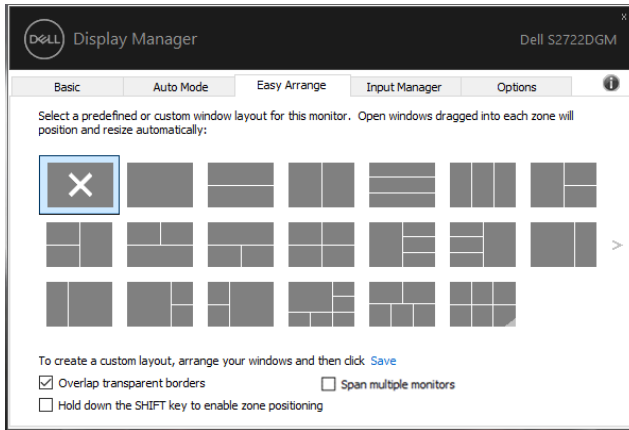 x
DELL Display Manager Dell S2722DGM
Basic Auto Mode Easy Arrange Input Manager Options
Select a predefined or custom window layout for this monitor. Open windows dragged into each zone will
position and resize automatically:
To create a custom layout, arrange your windows and then click Save
Overlap transparent borders Span multiple monitors
Hold down the SHIFT key to enable zone positioning